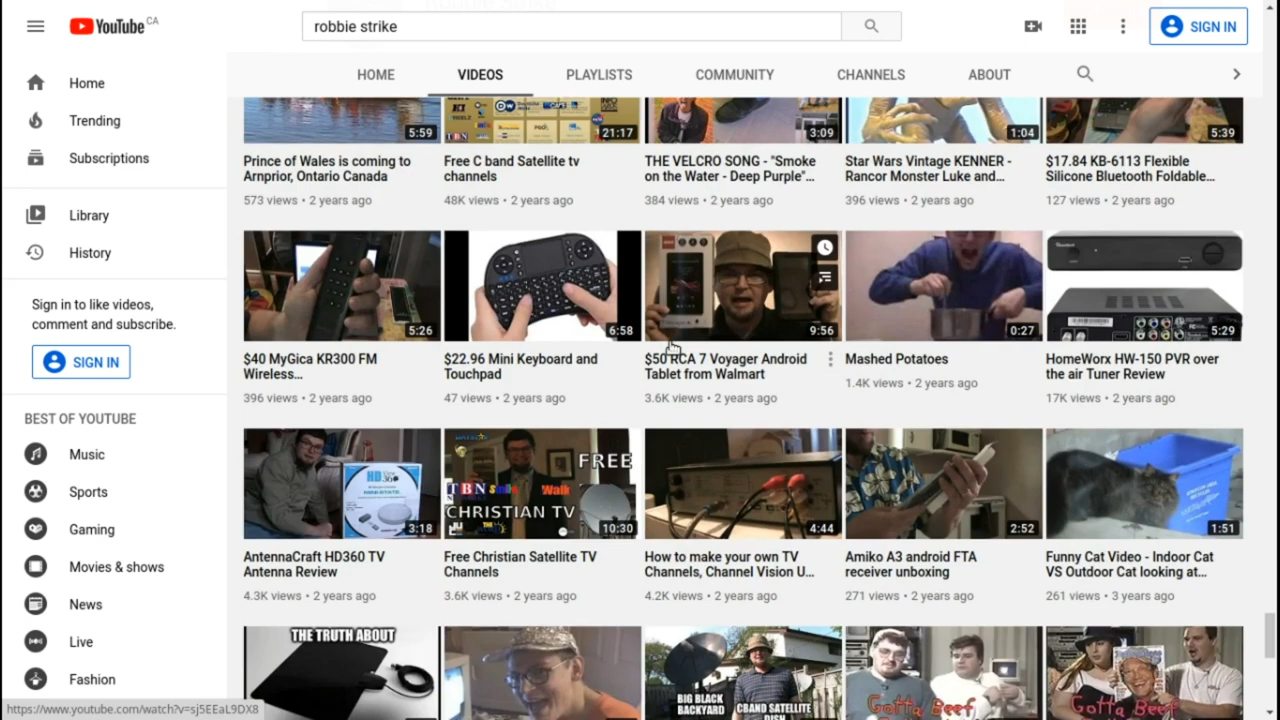 YouTube CA
robbie strike
SIGN IN
HOME VIDEOS PLAYLISTS COMMUNITY CHANNELS ABOUT
Home
Trending
Subscriptions
Library
History
Sign in to like videos,
comment and subscribe.
SIGN IN
BEST OF YOUTUBE
Music
Sports
Gaming
Movies & shows
News
Live
Fashion
5:59
21:17
3:09
1:04
5:39
TBN
Prince of Wales is coming to
Arnprior, Ontario Canada
573 views • 2 years ago
Free C band Satellite tv
channels
48K views • 2 years ago
THE VELCRO SONG - "Smoke
on the Water - Deep Purple"...
384 views • 2 years ago
Star Wars Vintage KENNER -
Rancor Monster Luke and...
396 views • 2 years ago
$17.84 KB-6113 Flexible
Silicone Bluetooth Foldable...
127 views • 2 years ago
5:26
6:58
9:56
0:27
5:29
$40 MyGica KR300 FM
Wireless...
396 views • 2 years ago
$22.96 Mini Keyboard and
Touchpad
47 views • 2 years ago
$50 RCA 7 Voyager Android
Tablet from Walmart
3.6K views • 2 years ago
Mashed Potatoes
1.4K views • 2 years ago
HomeWorx HW-150 PVR over
the air Tuner Review
17K views • 2 years ago
3:18
FREE
TBN
CHRISTIAN TV
10:30
4:44
2:52
1:51
AntennaCraft HD360 TV
Antenna Review
4.3K views • 2 years ago
Free Christian Satellite TV
Channels
3.6K views • 2 years ago
How to make your own TV
Channels, Channel Vision U...
4.2K views • 2 years ago
Amiko A3 android FTA
receiver unboxing
271 views • 2 years ago
Funny Cat Video - Indoor Cat
VS Outdoor Cat looking at...
261 views • 3 years ago
THE TRUTH ABOUT
BIG BLACK
BACKYARD
CBAND SATELLITE
DISH
Gotta Beef
Gotta Beef
https://www.youtube.com/watch?v=sj5EEaL9DX8